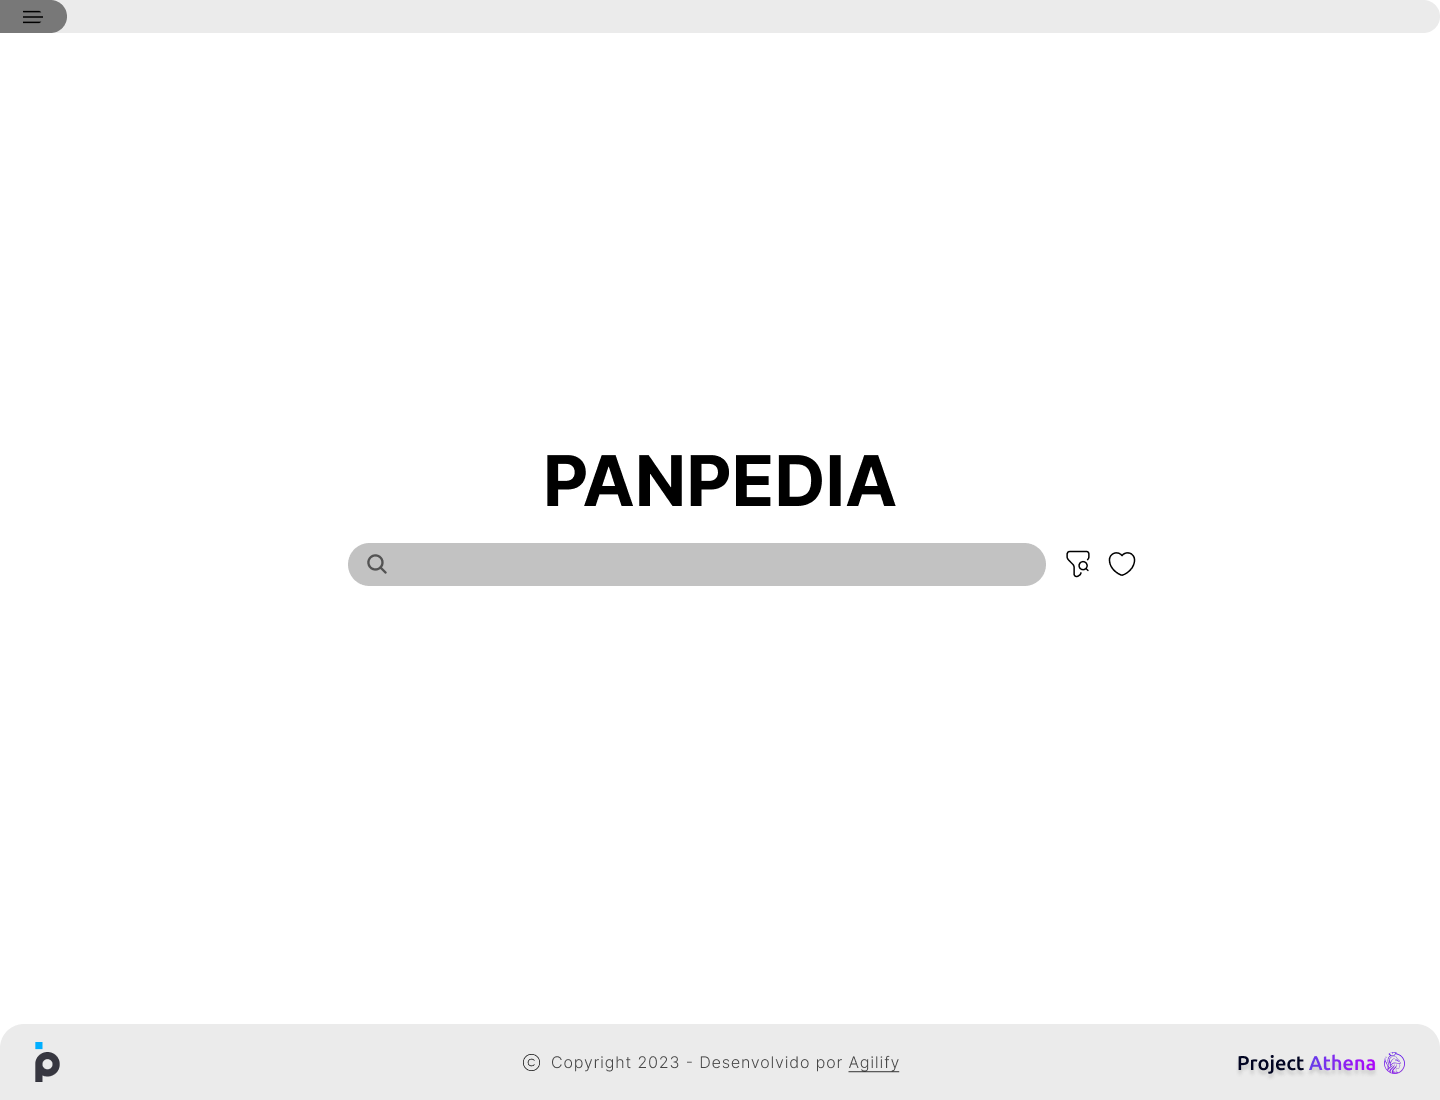 PANPEDIA
© Copyright 2023 - Desenvolvido por Agilify
Project Athena